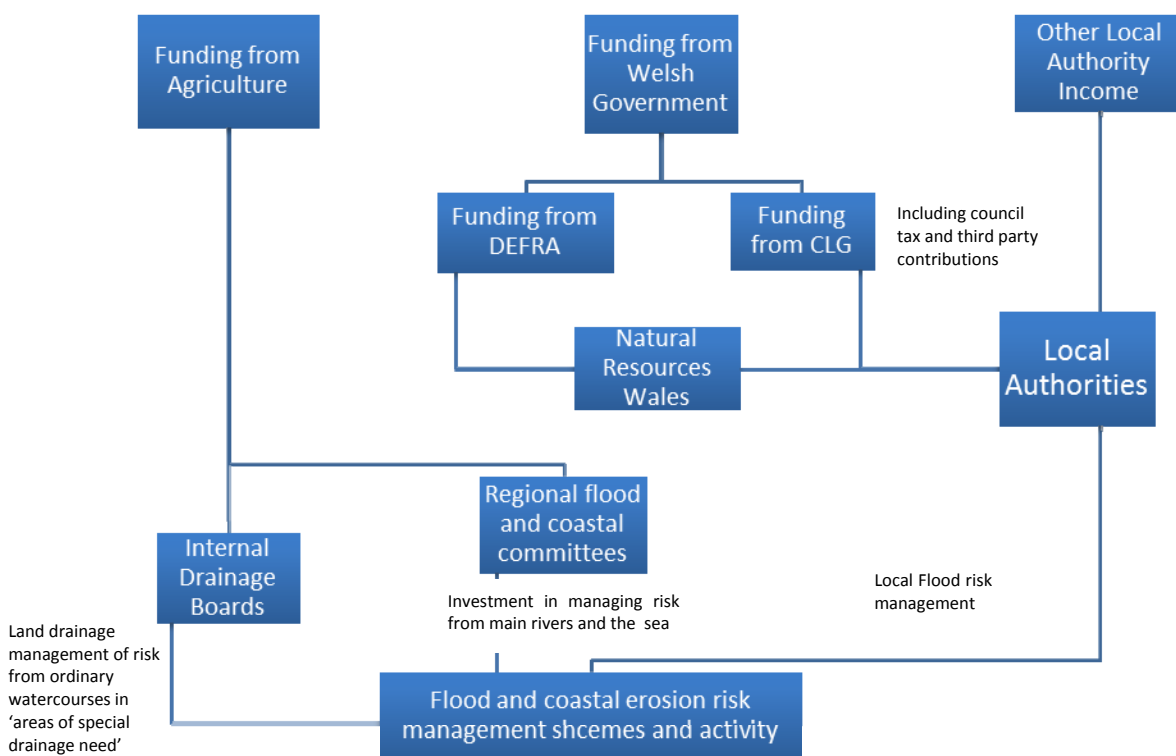 Funding from
Agriculture
Funding from
Welsh
Government
Other Local
Authority
Income
Funding from
DEFRA
Funding
from CLG
Including council
tax and third party
contributions
Natural
Resources
Wales
Local
Authorities
Regional flood
and coastal
committees
Internal
Drainage
Boards
Investment in managing risk
from main rivers and the sea
Local Flood risk
management
Land drainage
management of risk
from ordinary
watercourses in
‘areas of special
drainage need’
Flood and coastal erosion risk
management shcemes and activity